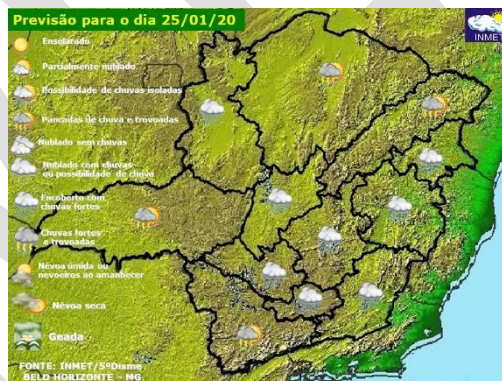 Previsão para o dia 25/01/20
INMET
Ensolarado
Parcialmente nublado
Possibilidade de chuvas isoladas
Pancadas de chuva e trovoadas
Nublado sem chuvas
Nublado com chuvas
ou possibilidade de chuva
Encoberto com
chuvas fortes
Chuvas fortes
e trovoadas
Névoa úmida ou
nevoeiros ao amanhecer
Névoa seca
Geada
FONTE: INMET/5ºDisme
BELO HORIZONTE - MG